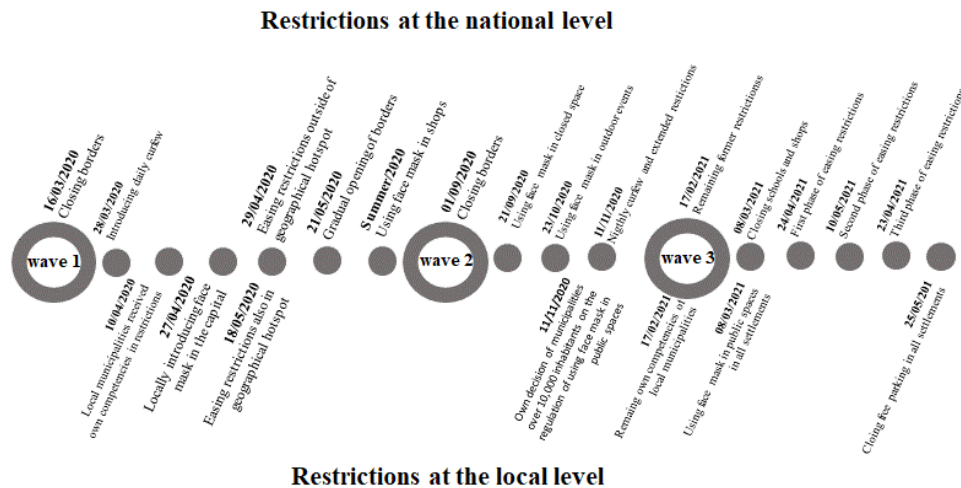 Restrictions at the national level
16/03/2020
Closing borders
28/03/2020
Introducing daily curfew
29/04/2020
Easing restrictions outside of
geographical hotspot
21/05/2020
Gradual opening of borders
Summer/2020
Using face mask in shops
01/09/2020
Closing borders
21/09/2020
Using face mask in closed space
23/10/2020
Using face mask in outdoor events
11/11/2020
Nigthly curfew and extended restictions
17/02/2021
Remaining former restrictionss
08/03/2021
Closing schools and shops
24/04/2021
First phase of easing restrictions
10/05/2021
Second phase of easing restrictions
23/04/2021
Third phase of easing restrictions
wave 1
wave 2
wave 3
10/04/2020
Local municipalities received
own competencies in restrictions
27/04/2020
Locally introducing face
mask in the capital
18/05/2020
Easing restrictions also in
geographical hotspot
11/11/2020
Own decision of municipalities
over 10,000 inhabitants on the
regulation of using face mask in
public spaces
17/02/2021
Remaing own competencies of
local municipalities
08/03/2021
Using face mask in public spaces
in all settlements
25/05/201
Cloing free parking in all settlements
Restrictions at the local level